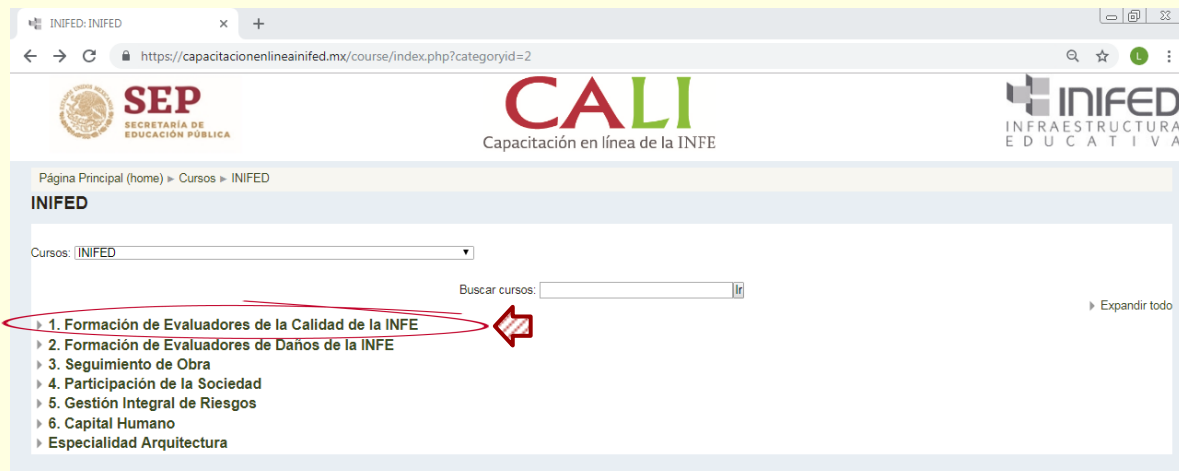 INIFED: INIFED
https://capacitacionenlineainifed.mx/course/index.php?categoryid=2
L
SEP
SECRETARÍA DE
EDUCACIÓN PÚBLICA
CALI
Capacitación en línea de la INFE
INIFED
INFRAESTRUCTURA
EDUCATIVA
Página Principal (home) ► Cursos ► INIFED
INIFED
Cursos: INIFED
Buscar cursos: Ir
Expandir todo
1. Formación de Evaluadores de la Calidad de la INFE
2. Formación de Evaluadores de Daños de la INFE
3. Seguimiento de Obra
4. Participación de la Sociedad
5. Gestión Integral de Riesgos
6. Capital Humano
Especialidad Arquitectura